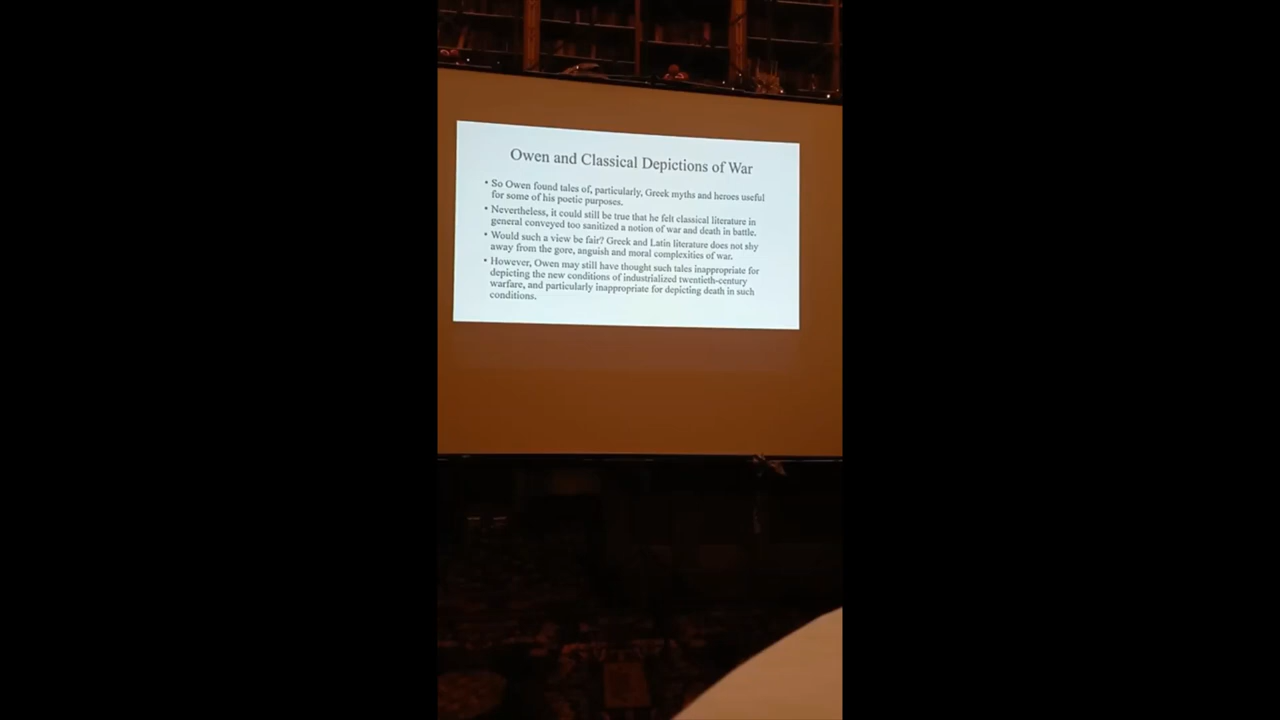 Owen and Classical Depictions of War
• So Owen found tales of, particularly, Greek myths and heroes useful
for some of his poetic purposes.
• Nevertheless, it could still be true that he felt classical literature in
general conveyed too sanitized a notion of war and death in battle.
• Would such a view be fair? Greek and Latin literature does not shy
away from the gore, anguish and moral complexities of war.
• However, Owen may still have thought such tales inappropriate for
depicting the new conditions of industrialized twentieth-century
warfare, and particularly inappropriate for depicting death in such
conditions.